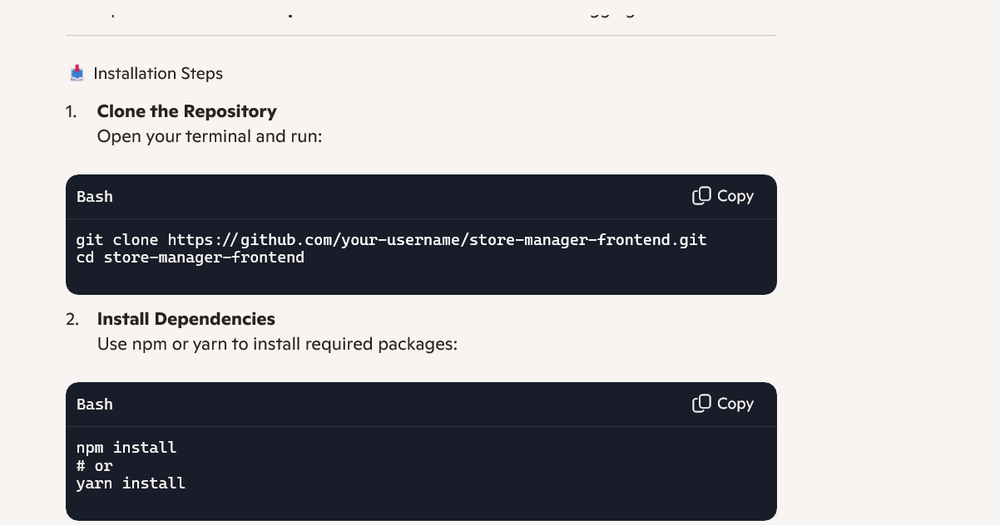 Installation Steps
1. Clone the Repository
Open your terminal and run:
Bash
Copy
git clone https://github.com/your-username/store-manager-frontend.git
cd store-manager-frontend
2. Install Dependencies
Use npm or yarn to install required packages:
Bash
Copy
npm install
# or
yarn install